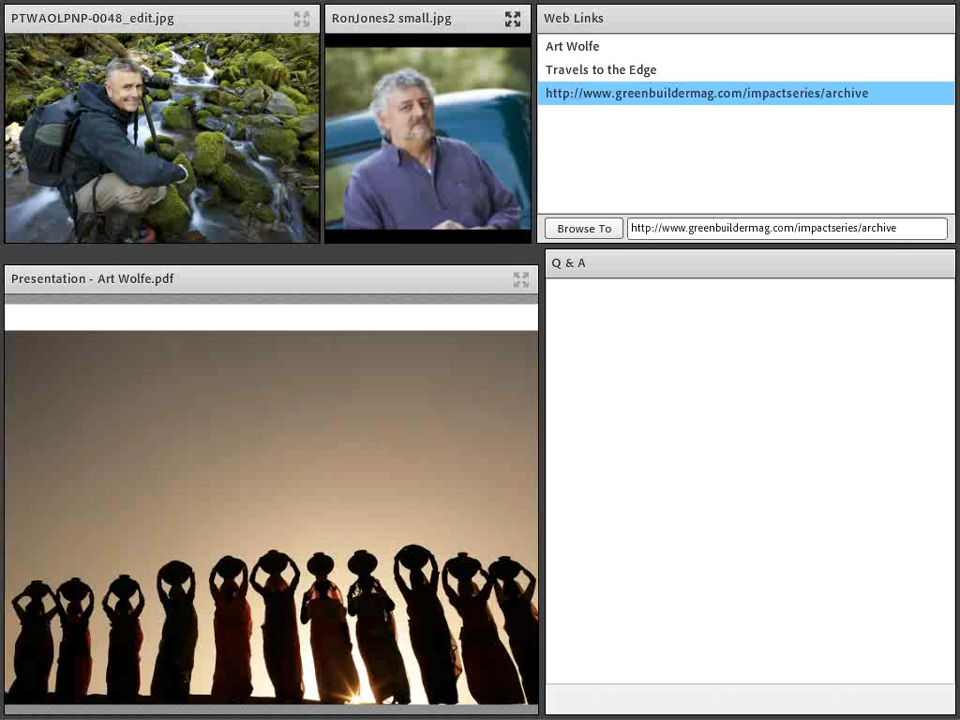 PTWAOLPNP-0048_edit.jpg
RonJones2 small.jpg
Web Links
Art Wolfe
Travels to the Edge
http://www.greenbuildermag.com/impactseries/archive
Browse To
http://www.greenbuildermag.com/impactseries/archive
Presentation - Art Wolfe.pdf
Q & A